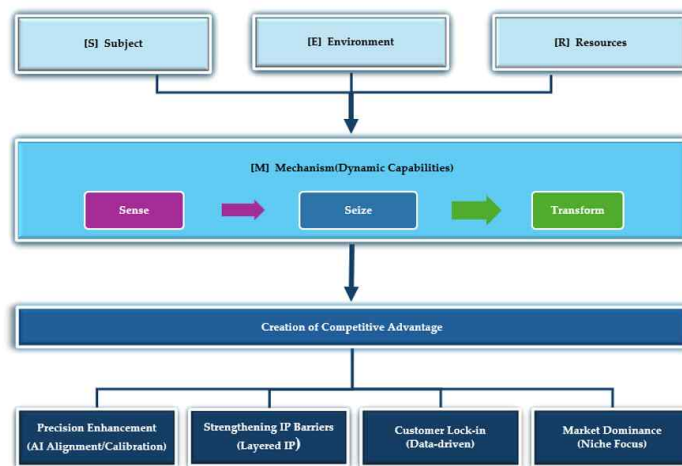 [S] Subject
[E] Environment
[R] Resources
[M] Mechanism(Dynamic Capabilities)
Sense
Seize
Transform
Creation of Competitive Advantage
Precision Enhancement
(AI Alignment/Calibration)
Strengthening IP Barriers
(Layered IP)
Customer Lock-in
(Data-driven)
Market Dominance
(Niche Focus)